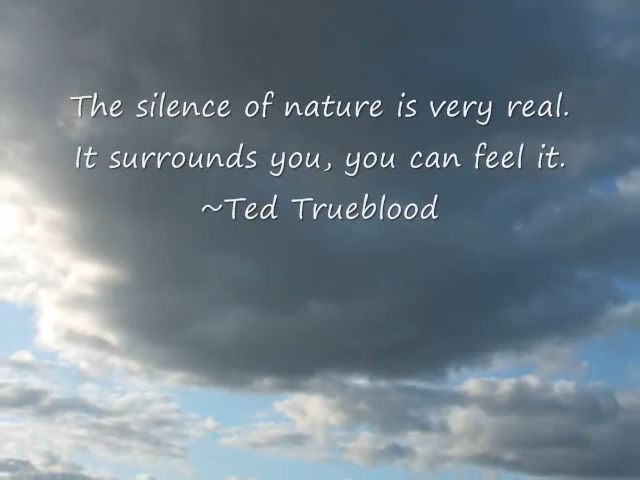 The silence of nature is very real.
It surrounds you, you can feel it.
~Ted Trueblood